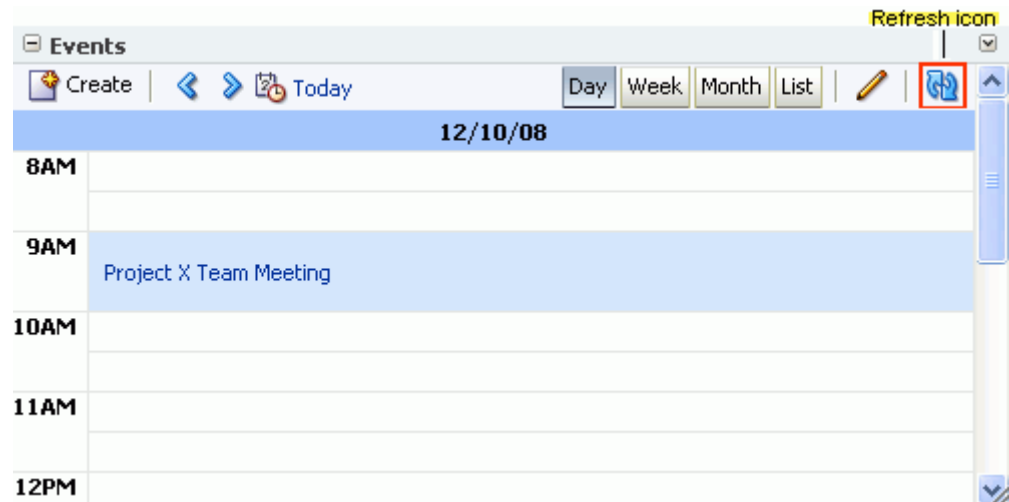 Refresh icon
Events
Create Today Day Week Month List
12/10/08
8AM
9AM
Project X Team Meeting
10AM
11AM
12PM